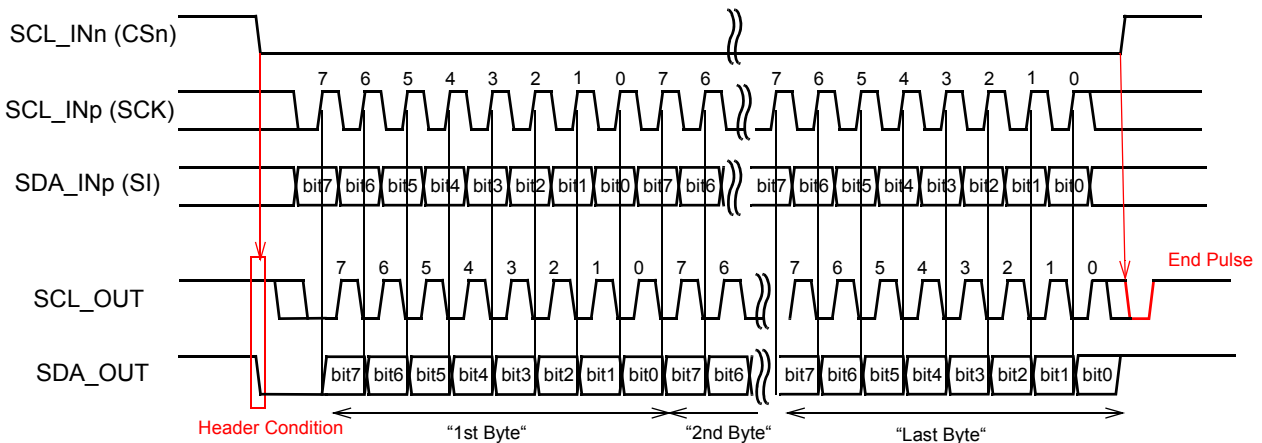 SCL_INn (CSn)
7 6 5 4 3 2 1 0 7 6 7 6 5 4 3 2 1 0
SCL_INp (SCK)
SDA_INp (SI) bit7 bit6 bit5 bit4 bit3 bit2 bit1 bit0 bit7 bit6 bit7 bit6 bit5 bit4 bit3 bit2 bit1 bit0
7 6 5 4 3 2 1 0 7 6 7 6 5 4 3 2 1 0 End Pulse
SCL_OUT
SDA_OUT bit7 bit6 bit5 bit4 bit3 bit2 bit1 bit0 bit7 bit6 bit7 bit6 bit5 bit4 bit3 bit2 bit1 bit0
Header Condition “1st Byte“ “2nd Byte“ “Last Byte“